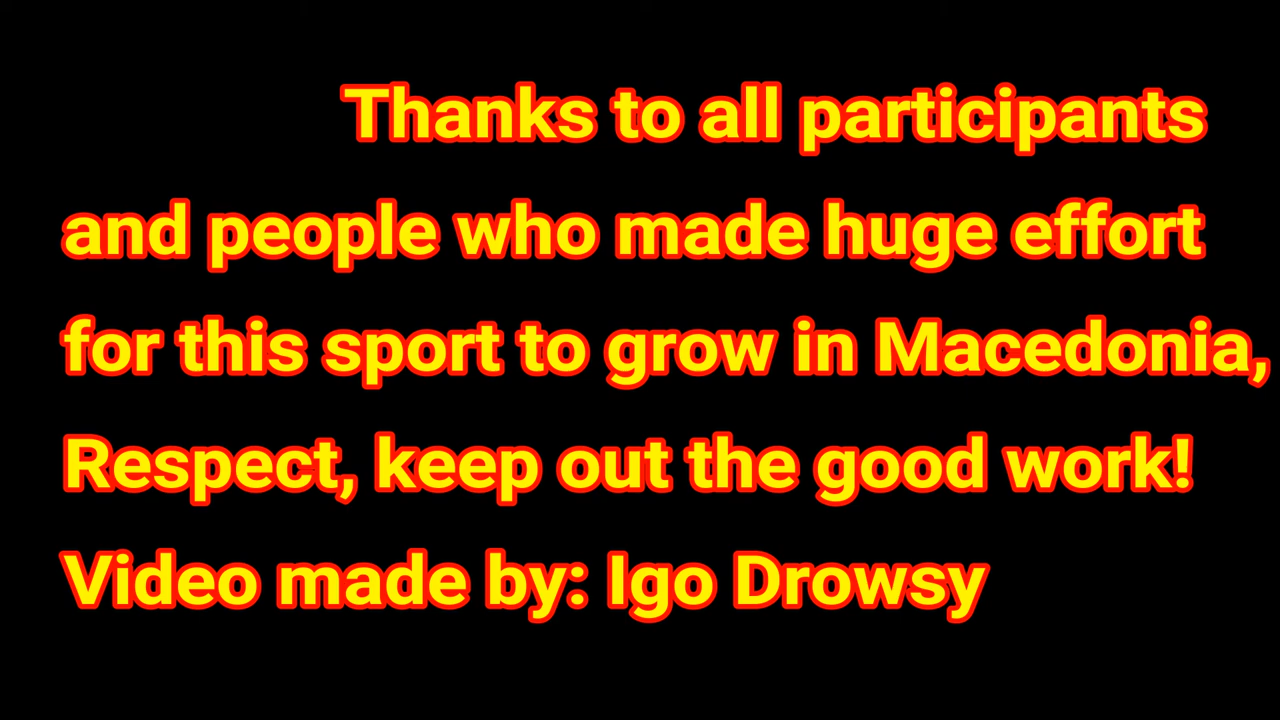 Thanks to all participants
and people who made huge effort
for this sport to grow in Macedonia,
Respect, keep out the good work!
Video made by: Igo Drowsy